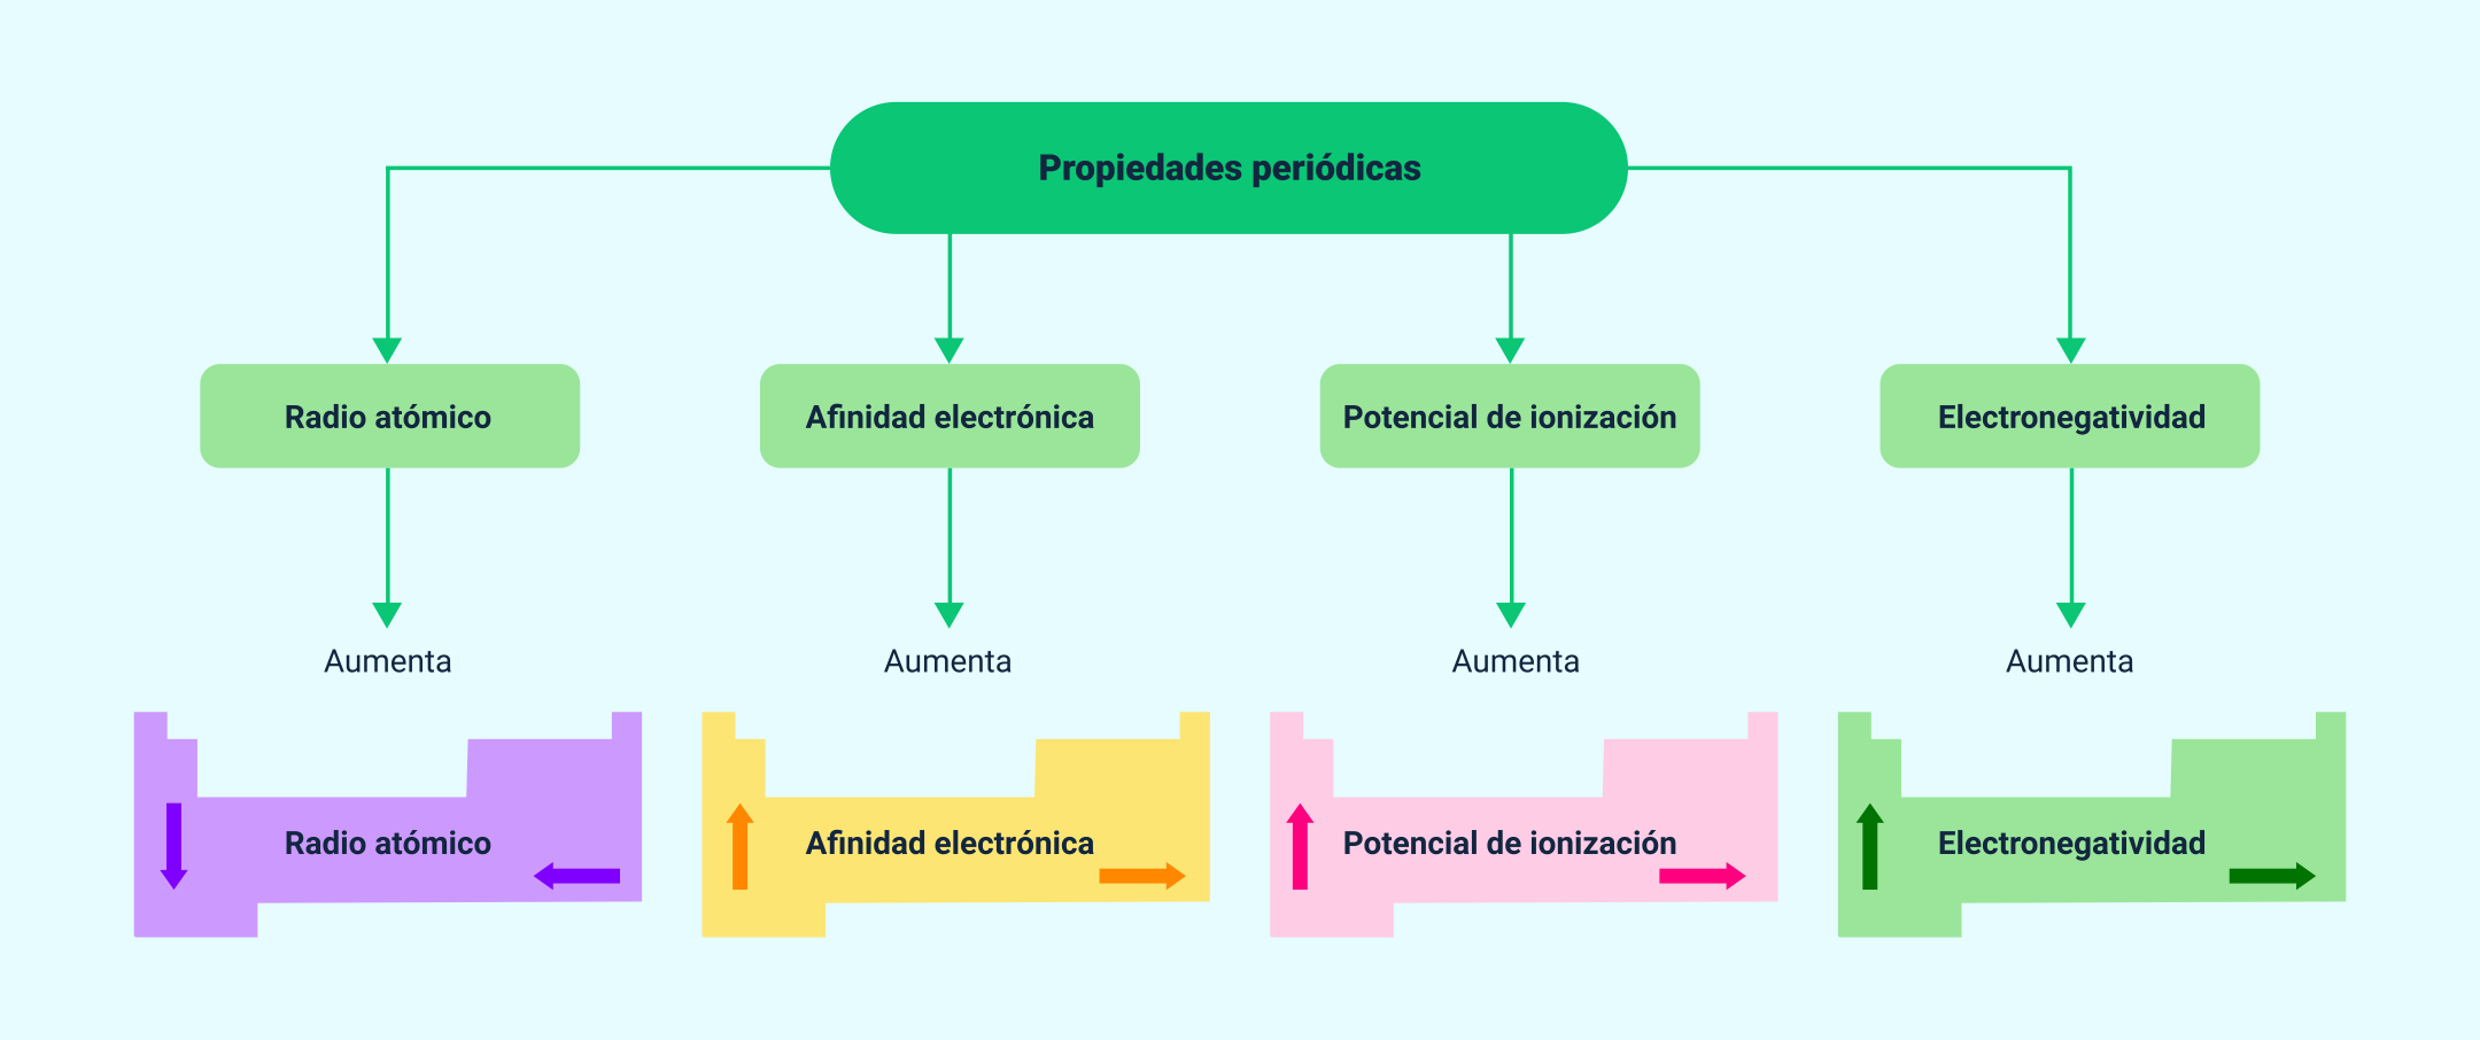 Propiedades periódicas
Radio atómico
Afinidad electrónica
Potencial de ionización
Electronegatividad
Aumenta
Aumenta
Aumenta
Aumenta
Radio atómico
Afinidad electrónica
Potencial de ionización
Electronegatividad